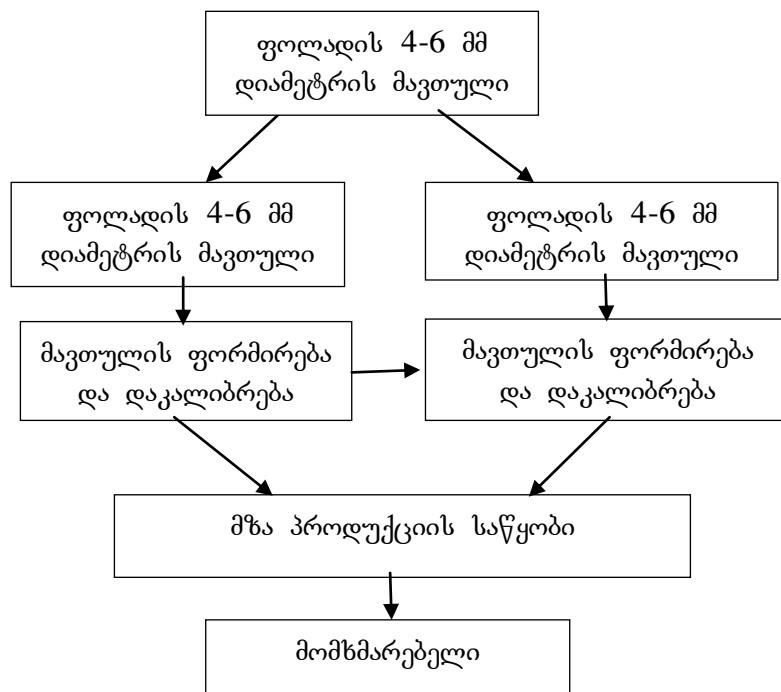 ფოლადის 4-6 მმ
დიამეტრის მავთული
ფოლადის 4-6 მმ
დიამეტრის მავთული
ფოლადის 4-6 მმ
დიამეტრის მავთული
მავთულის ფორმირება
და დაკალიბრება
მავთულის ფორმირება
და დაკალიბრება
მზა პროდუქციის საწყობი
მომხმარებელი